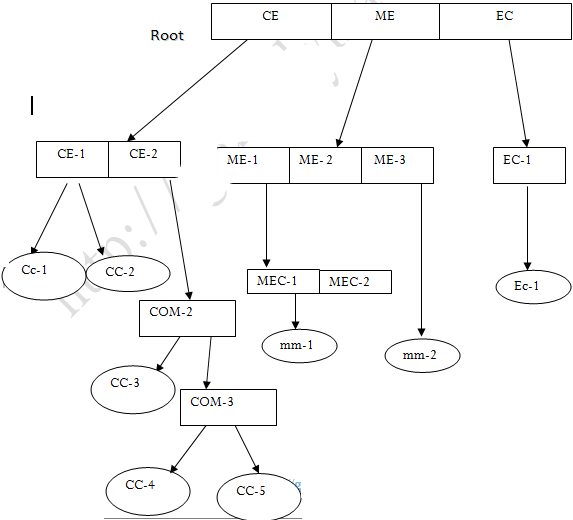 CE ME EC
Root
CE-1 CE-2 ME-1 ME-2 ME-3 EC-1
Cc-1 CC-2 MEC-1 MEC-2 Ec-1
COM-2
mm-1 mm-2
CC-3
COM-3
CC-4 CC-5